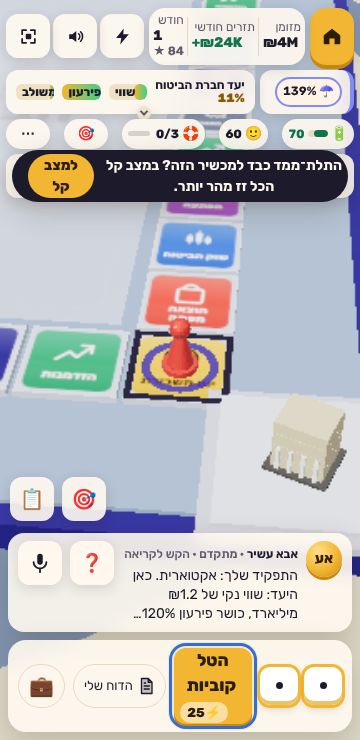 מזומן
₪4M
תזרים חודשי
+₪24K
חודש
1
★ 84
☂️ 139%
יעד חברת הביטוח
11%
שווי
פירעון
משולב
70
60
0/3
...
התלת־ממד כבד למכשיר הזה? במצב קל
הכל זז מהר יותר.
למצב
קל
שוק הביטוח
הוצאה
הזדמנות
אע
אבא עשיר • מתקדם • הקש לקריאה
התפקיד שלך: אקטוארית. כאן
היעד: שווי נקי של ₪1.2
מיליארד, כושר פירעון 120%...
הטל
קוביות
⚡25
הדוח שלי